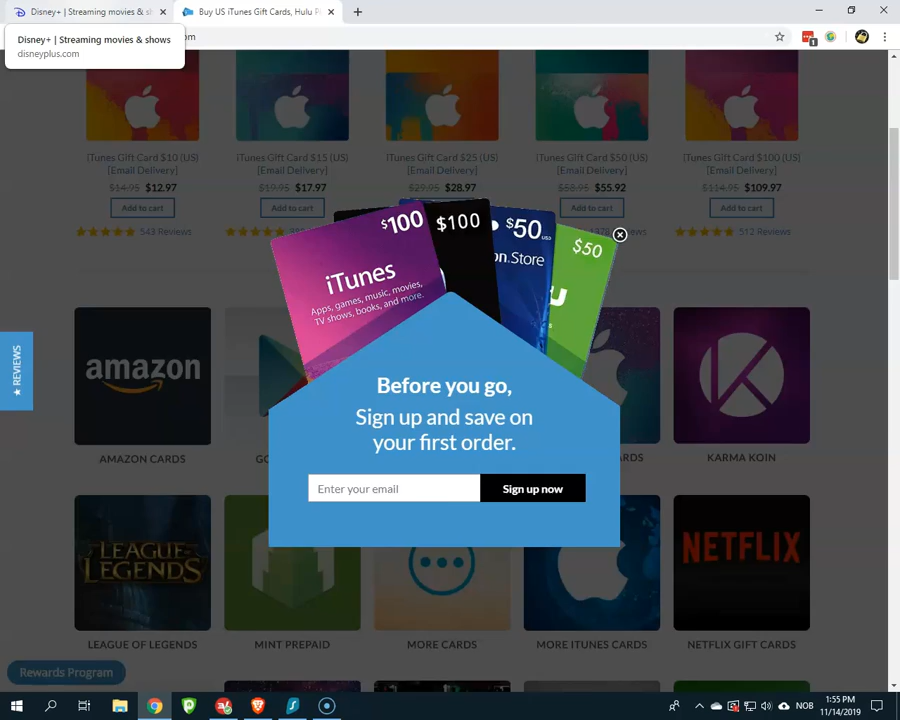 Disney+ | Streaming movies & s
Buy US iTunes Gift Cards, Hulu P
Disney+ | Streaming movies & shows
disneyplus.com
om
1
iTunes Gift Card $10 (US)
[Email Delivery]
$14.95 $12.97
Add to cart
543 Reviews
iTunes Gift Card $15 (US)
[Email Delivery]
$19.95 $17.97
Add to cart
iTunes Gift Card $25 (US)
[Email Delivery]
$29.95 $28.97
iTunes Gift Card $50 (US)
[Email Delivery]
$58.95 $55.92
Add to cart
Reviews
iTunes Gift Card $100 (US)
[Email Delivery]
$114.95 $109.97
Add to cart
512 Reviews
$100
iTunes
Apps, games, music, movies,
TV shows, books, and more.
$100
$50 USD
n.Store
$50
u
★ REVIEWS
Before you go,
Sign up and save on
your first order.
Enter your email
Sign up now
amazon
AMAZON CARDS
GO
CARDS
K
KARMA KOIN
LEAGUE of LEGENDS
LEAGUE OF LEGENDS
MINT PREPAID
MORE CARDS
MORE ITUNES CARDS
NETFLIX
NETFLIX GIFT CARDS
Rewards Program
NOB
1:55 PM
11/14/2019